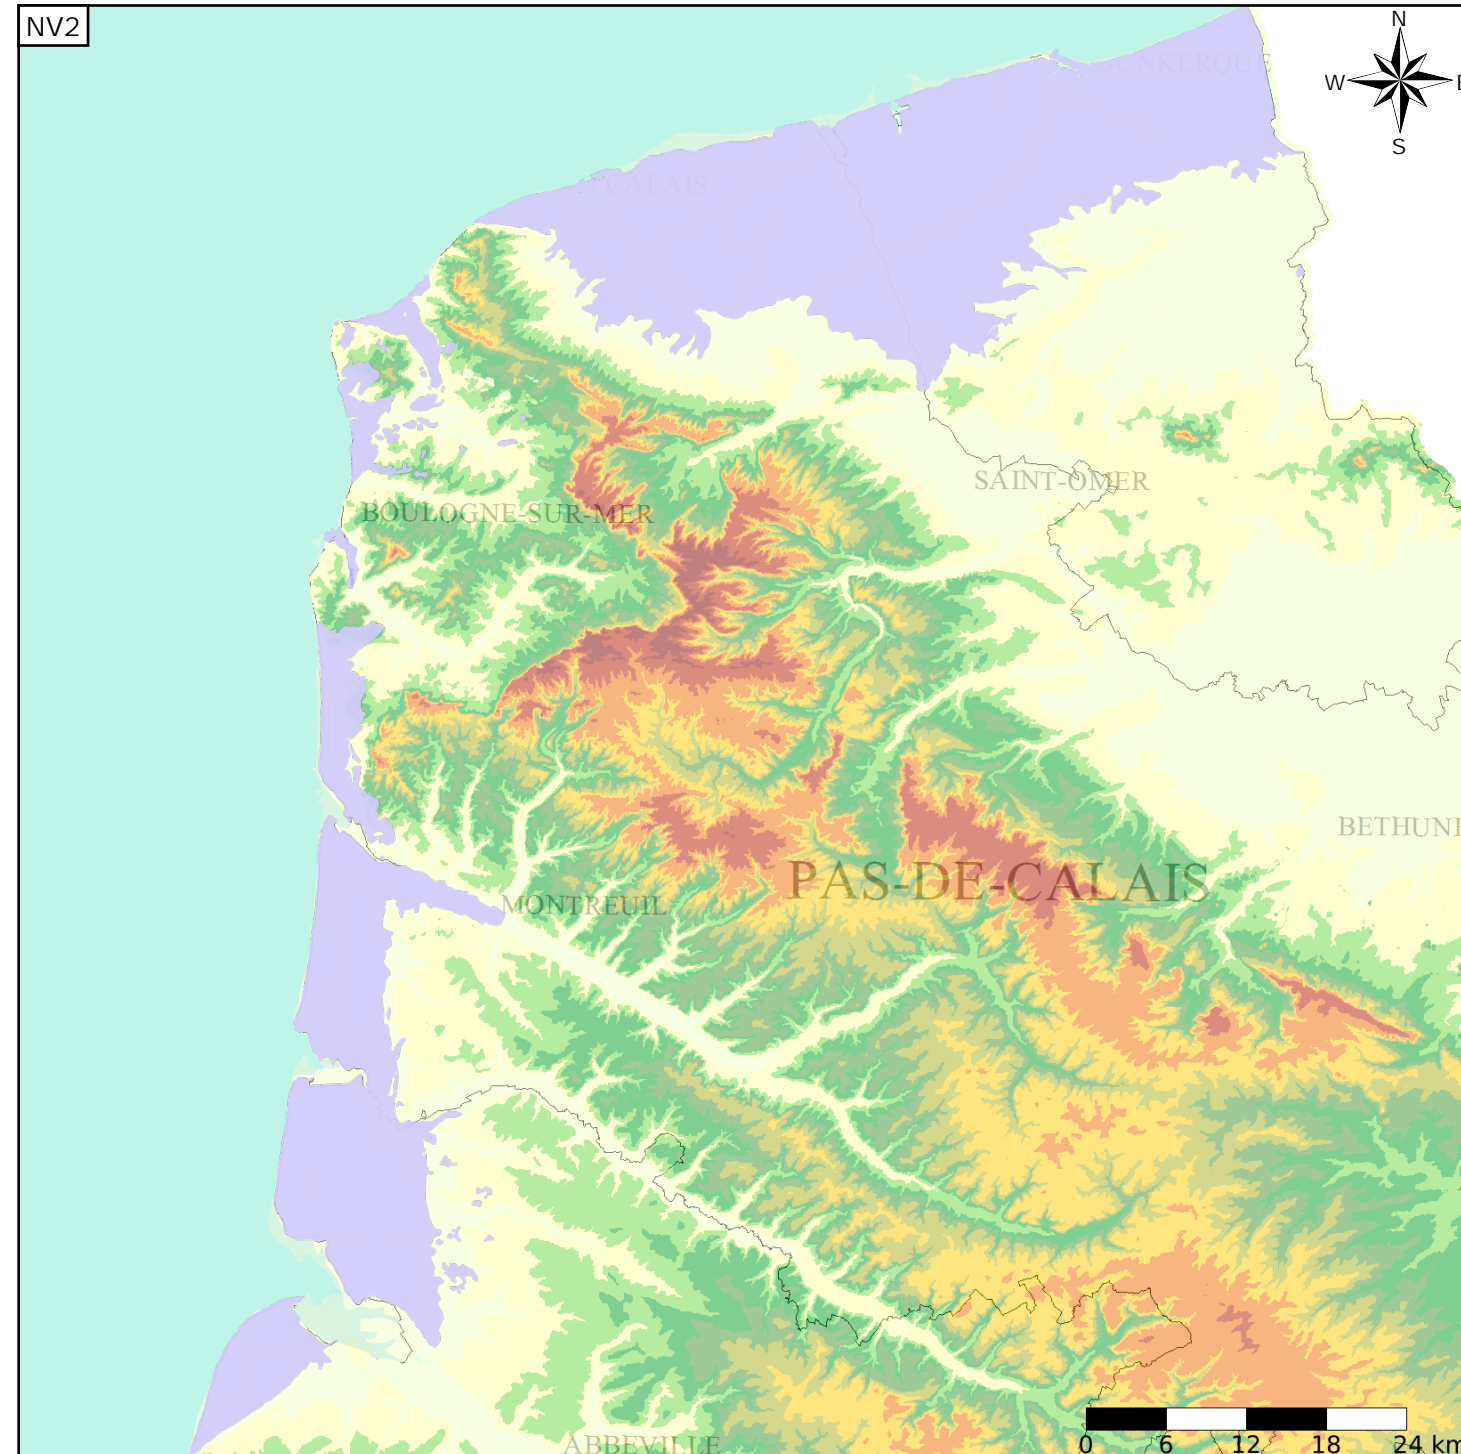 NV2
N
DUNKERQUE
W
E
S
CALAIS
SAINT-OMER
BOULOGNE-SUR-MER
BETHUNE
PAS-DE-CALAIS
MONTREUIL
ABBEVILLE
0 6 12 18 24 km